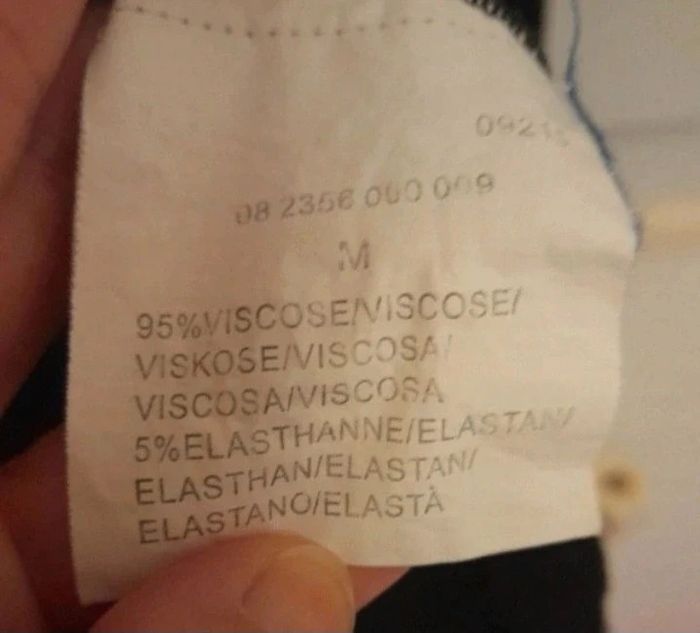 08 2356 000 009
M
95%VISCOSE/VISCOSE/
VISKOSE/VISCOSA/
VISCOSA/VISCOSA
5%ELASTHANNE/ELASTAN/
ELASTHAN/ELASTAN/
ELASTANO/ELASTÀ